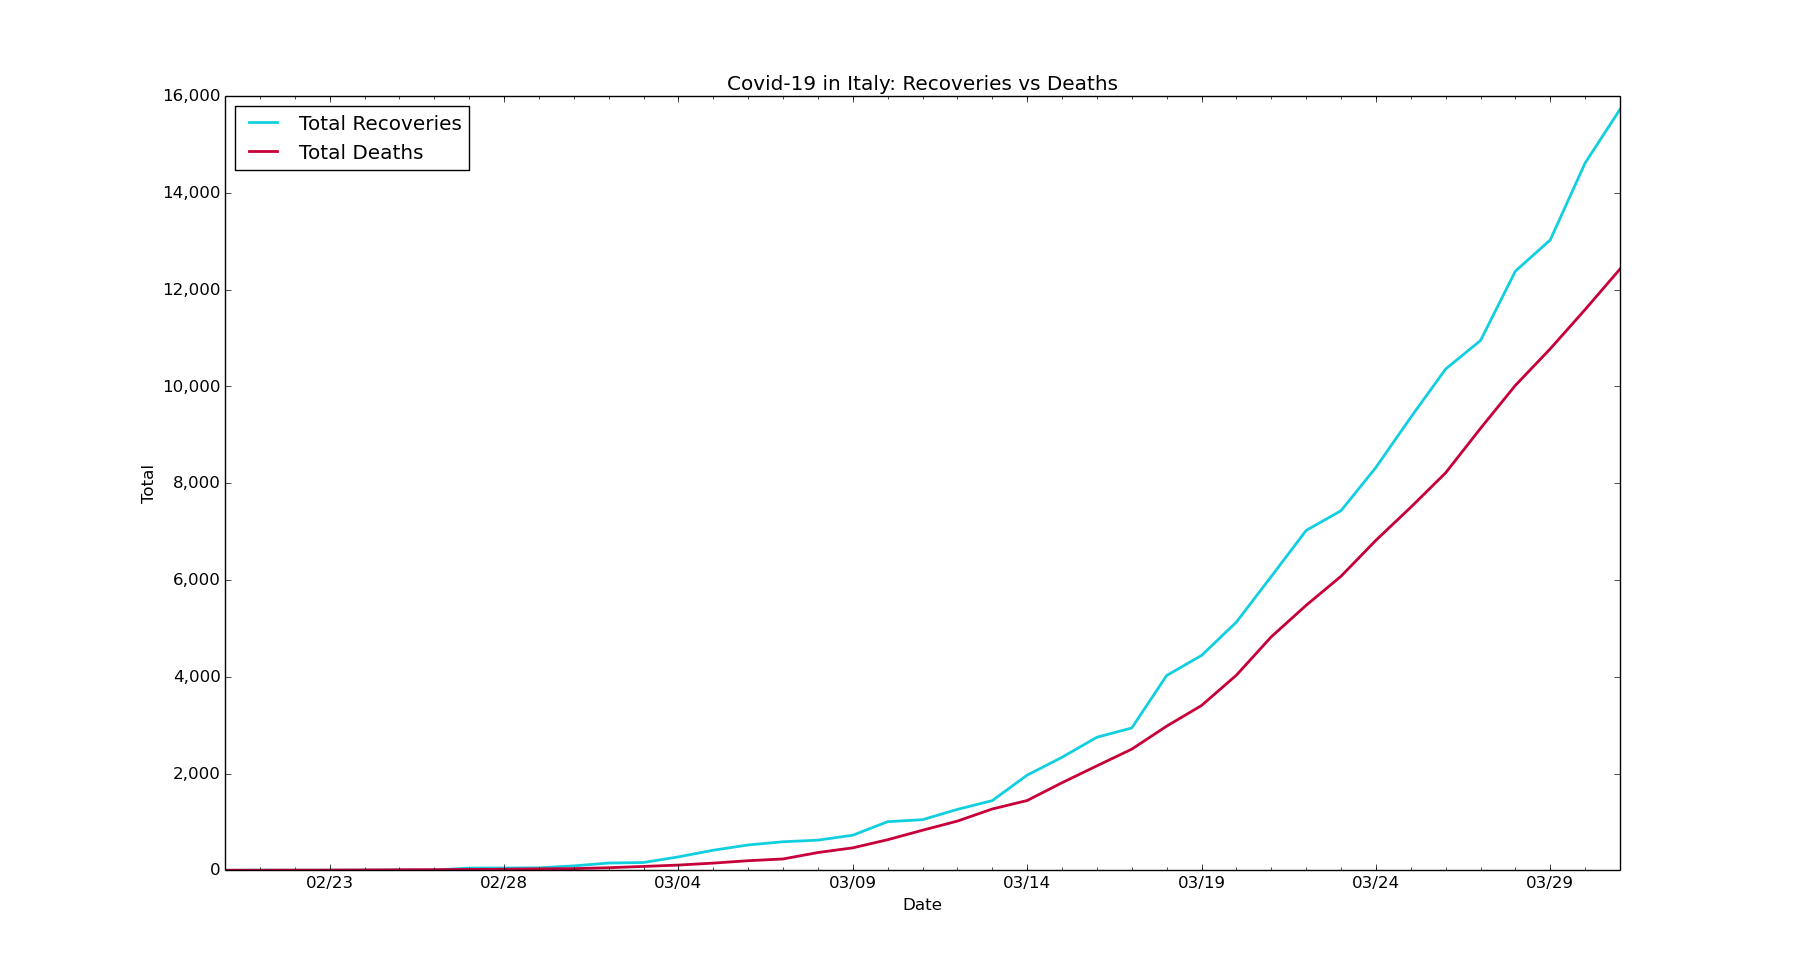 Covid-19 in Italy: Recoveries vs Deaths
Total Recoveries
Total Deaths
16,000
14,000
12,000
10,000
8,000
6,000
4,000
2,000
0
Total
02/23 02/28 03/04 03/09 03/14 03/19 03/24 03/29
Date